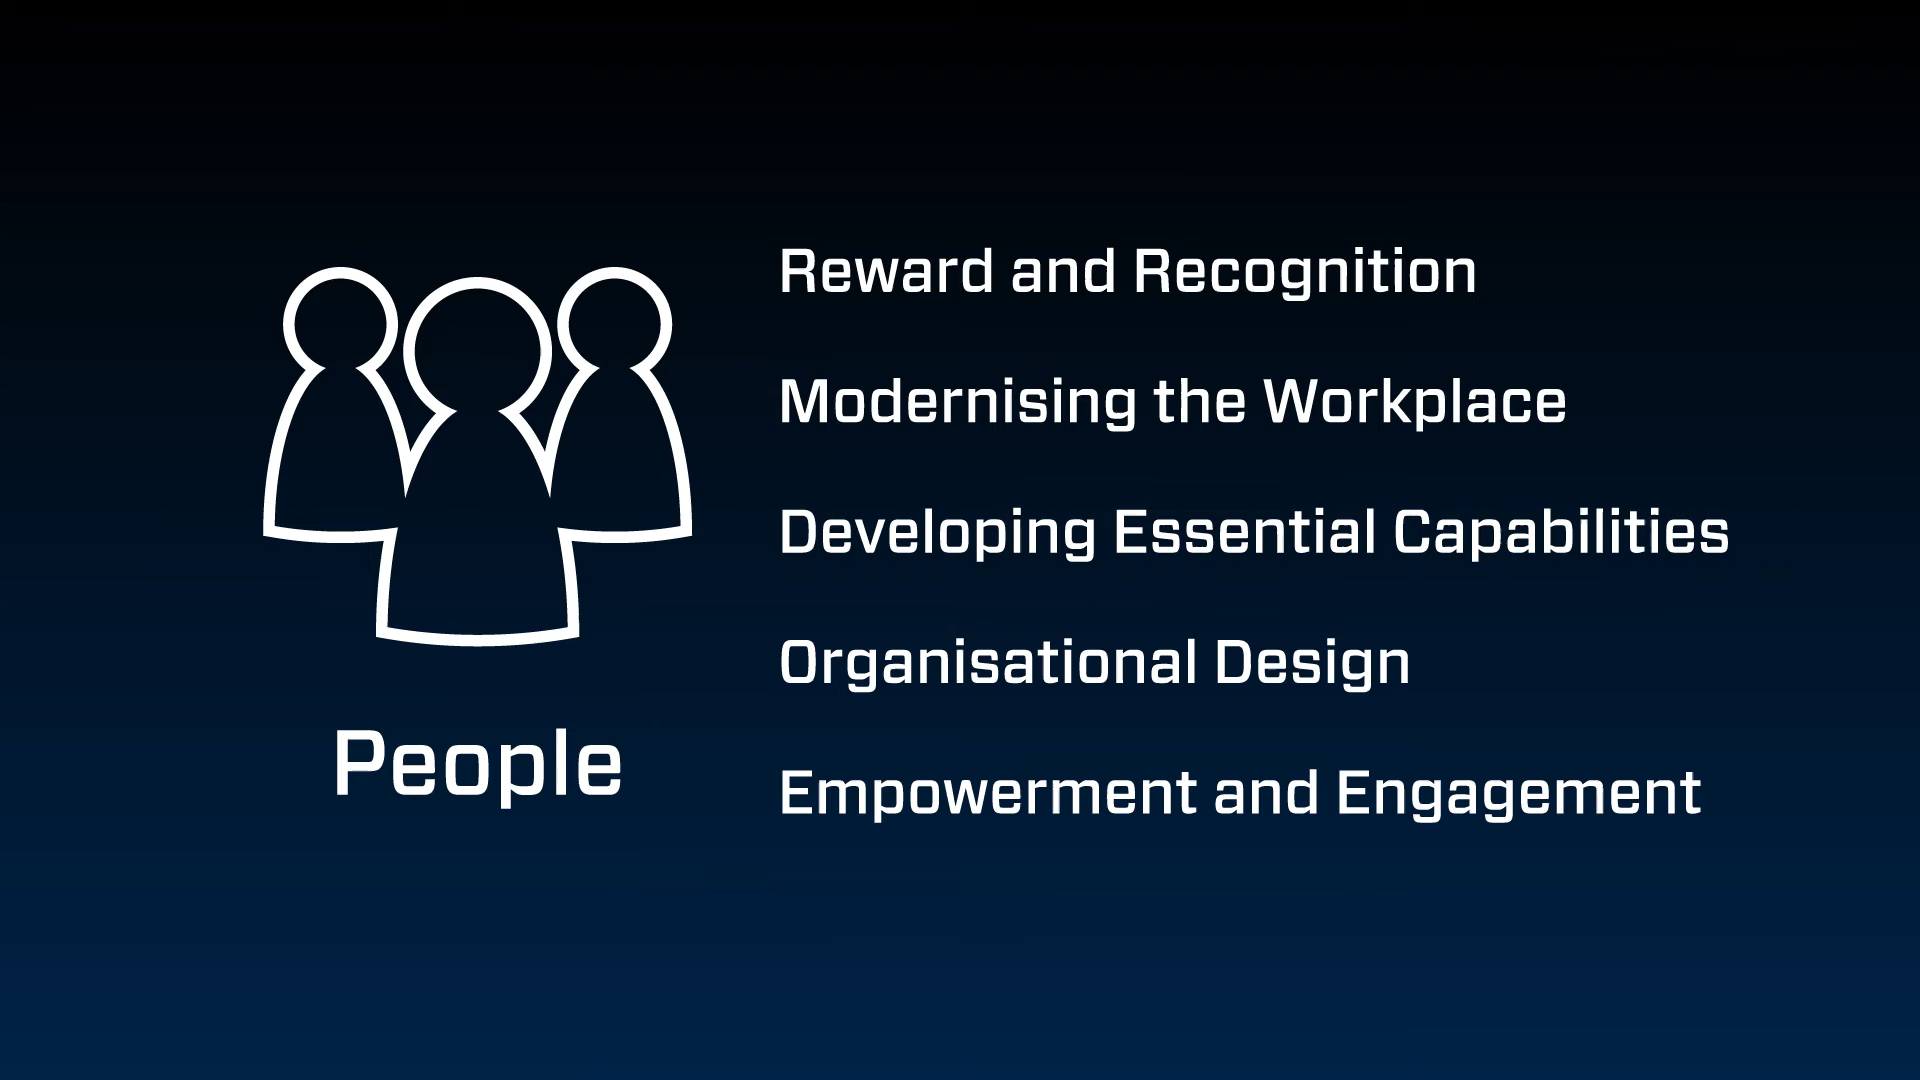 Reward and Recognition
Modernising the Workplace
Developing Essential Capabilities
Organisational Design
Empowerment and Engagement
People